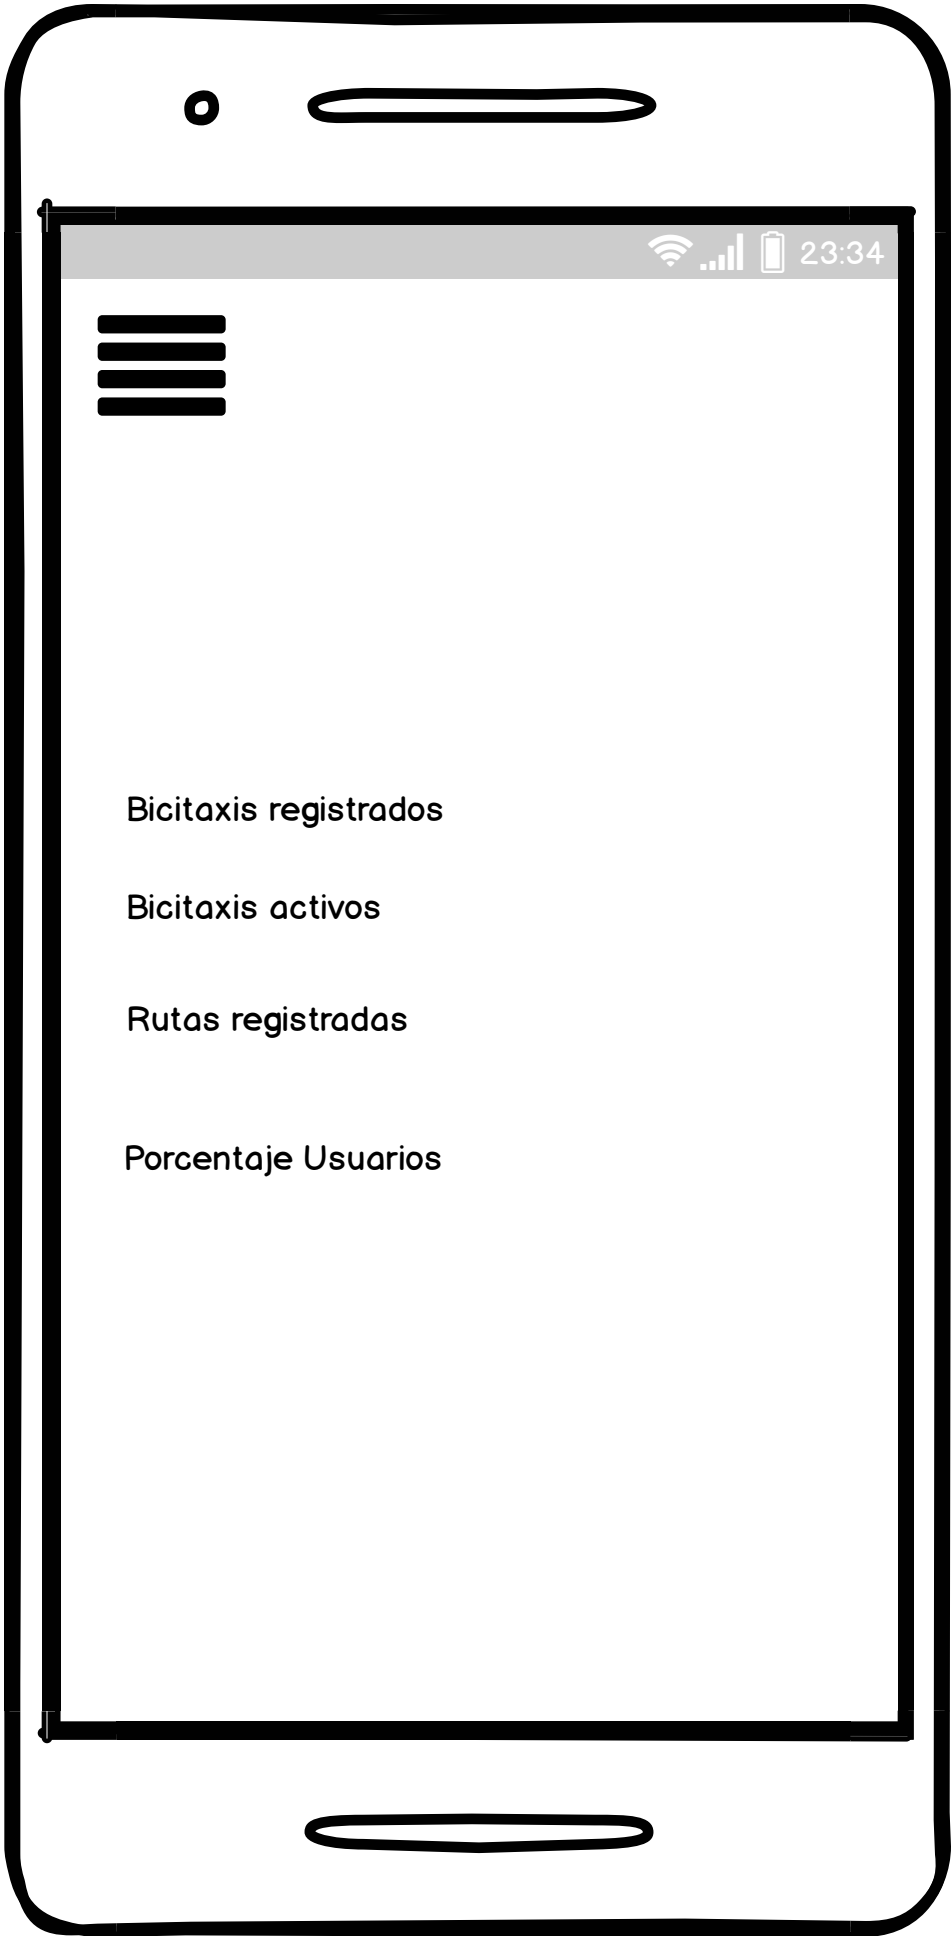 23:34
Bicitaxis registrados
Bicitaxis activos
Rutas registradas
Porcentaje Usuarios